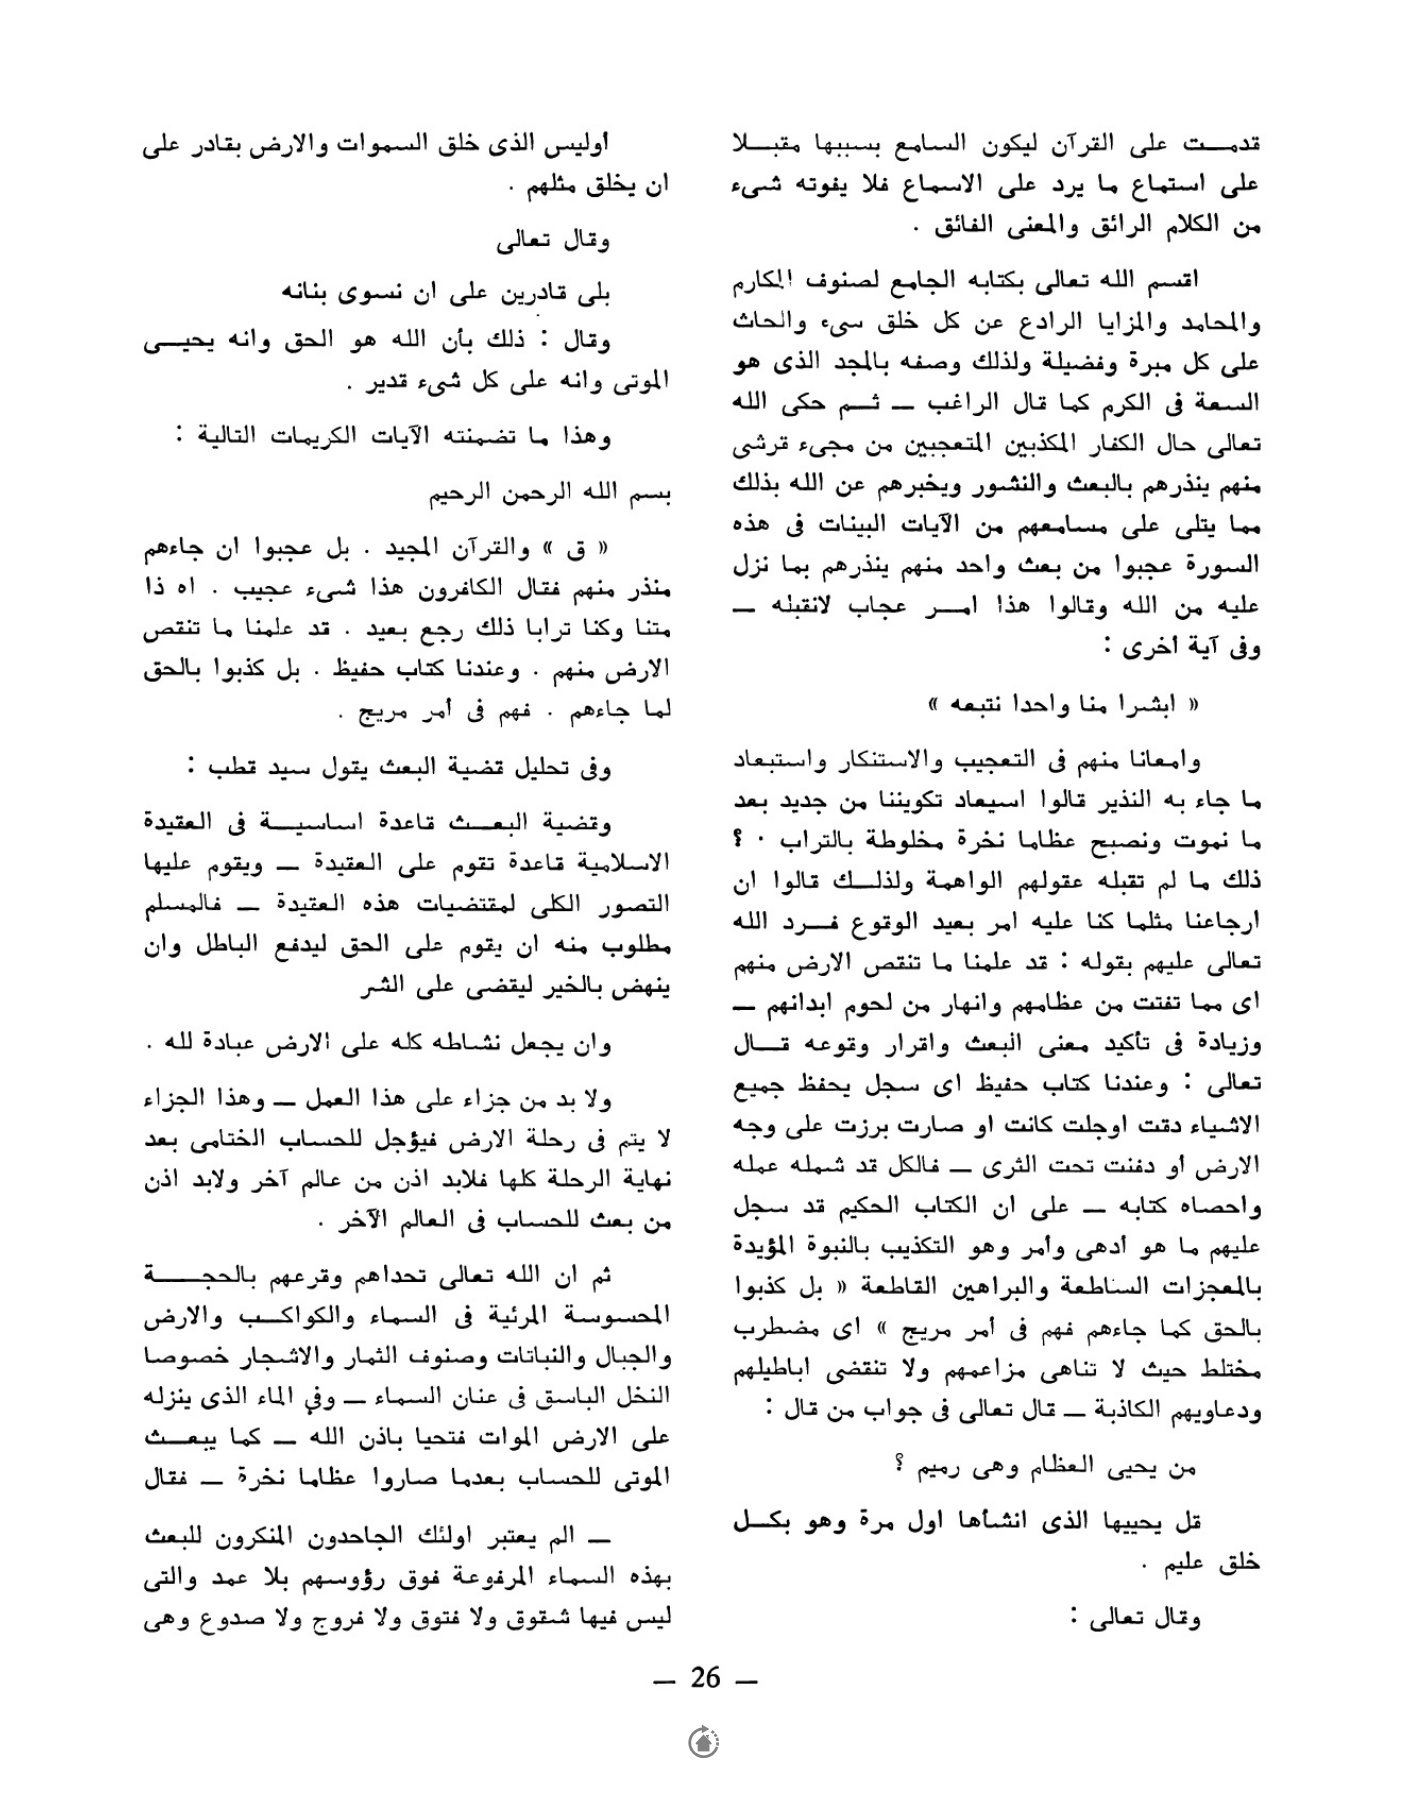 قدمت على القرآن ليكون السامع بسببها مقبلا
على استماع ما يرد على الاسماع فلا يفوته شىء
من الكلام الرائق والمعنى الفائق .
اقسم الله تعالى بكتابه الجامع لصنوف المكارم
والمحامد والمزايا الرادع عن كل خلق سىء والحاث
على كل مبرة وفضيلة ولذلك وصفه بالمجد الذى هو
السعة فى الكرم كما قال الراغب ــ ثم حكى الله
تعالى حال الكفار المكذبين المتعجبين من مجىء قرشى
منهم ينذرهم بالبعث والنشور ويخبرهم عن الله بذلك
مما يتلى على مسامعهم من الآيات البينات فى هذه
السورة عجبوا من بعث واحد منهم ينذرهم بما نزل
عليه من الله وقالوا هذا امر عجاب لانقبله ــ
وفى آية أخرى :
« ابشرا منا واحدا نتبعه »
وامعانا منهم فى التعجيب والاستنكار واستبعاد
ما جاء به النذير قالوا اسيعاد تكويننا من جديد بعد
ما نموت ونصبح عظاما نخرة مخلوطة بالتراب . ؟
ذلك ما لم تقبله عقولهم الواهمة ولذلك قالوا ان
ارجاعنا مثلما كنا عليه امر بعيد الوقوع فرد الله
تعالى عليهم بقوله : قد علمنا ما تنقص الارض منهم
اى مما تفتت من عظامهم وانهار من لحوم ابدانهم ــ
وزيادة فى تأكيد معنى البعث واقرار وقوعه قال
تعالى : وعندنا كتاب حفيظ اى سجل يحفظ جميع
الاشياء دقت اوجلت كانت او صارت برزت على وجه
الارض أو دفنت تحت الثرى ــ فالكل قد شمله عمله
واحصاه كتابه ــ على ان الكتاب الحكيم قد سجل
عليهم ما هو أدهى وأمر وهو التكذيب بالنبوة المؤيدة
بالمعجزات الساطعة والبراهين القاطعة « بل كذبوا
بالحق كما جاءهم فهم فى أمر مريج » اى مضطرب
مختلط حيث لا تناهى مزاعمهم ولا تنقضى اباطيلهم
ودعاويهم الكاذبة ــ قال تعالى فى جواب من قال :
من يحيى العظام وهى رميم ؟
قل يحييها الذى انشأها اول مرة وهو بكل
خلق عليم .
وقال تعالى :
أوليس الذى خلق السموات والارض بقادر على
ان يخلق مثلهم .
وقال تعالى
بلى قادرين على ان نسوى بنانه
وقال : ذلك بأن الله هو الحق وانه يحيى
الموتى وانه على كل شىء قدير .
وهذا ما تضمنته الآيات الكريمات التالية :
بسم الله الرحمن الرحيم
« ق » والقرآن المجيد . بل عجبوا ان جاءهم
منذر منهم فقال الكافرون هذا شىء عجيب . اه ذا
متنا وكنا ترابا ذلك رجع بعيد . قد علمنا ما تنقص
الارض منهم . وعندنا كتاب حفيظ . بل كذبوا بالحق
لما جاءهم . فهم فى أمر مريج .
وفى تحليل قضية البعث يقول سيد قطب :
وقضية البعث قاعدة اساسية فى العقيدة
الاسلامية قاعدة تقوم على العقيدة ــ ويقوم عليها
التصور الكلى لمقتضيات هذه العقيدة ــ فالمسلم
مطلوب منه ان يقوم على الحق ليدفع الباطل وان
ينهض بالخير ليقضى على الشر
وان يجعل نشاطه كله على الارض عبادة لله .
ولا بد من جزاء على هذا العمل ــ وهذا الجزاء
لا يتم فى رحلة الارض فيؤجل للحساب الختامى بعد
نهاية الرحلة كلها فلابد اذن من عالم آخر ولابد اذن
من بعث للحساب فى العالم الآخر .
ثم ان الله تعالى تحداهم وقرعهم بالحجة
المحسوسة المرئية فى السماء والكواكب والارض
والجبال والنباتات وصنوف الثمار والاشجار خصوصا
النخل الباسق فى عنان السماء ــ وفي الماء الذى ينزله
على الارض الموات فتحيا باذن الله ــ كما يبعث
الموتى للحساب بعدما صاروا عظاما نخرة ــ فقال
ــ الم يعتبر اولئك الجاحدون المنكرون للبعث
بهذه السماء المرفوعة فوق رؤوسهم بلا عمد والتى
ليس فيها شقوق ولا فتوق ولا فروج ولا صدوع وهى
ــ 26 ــ